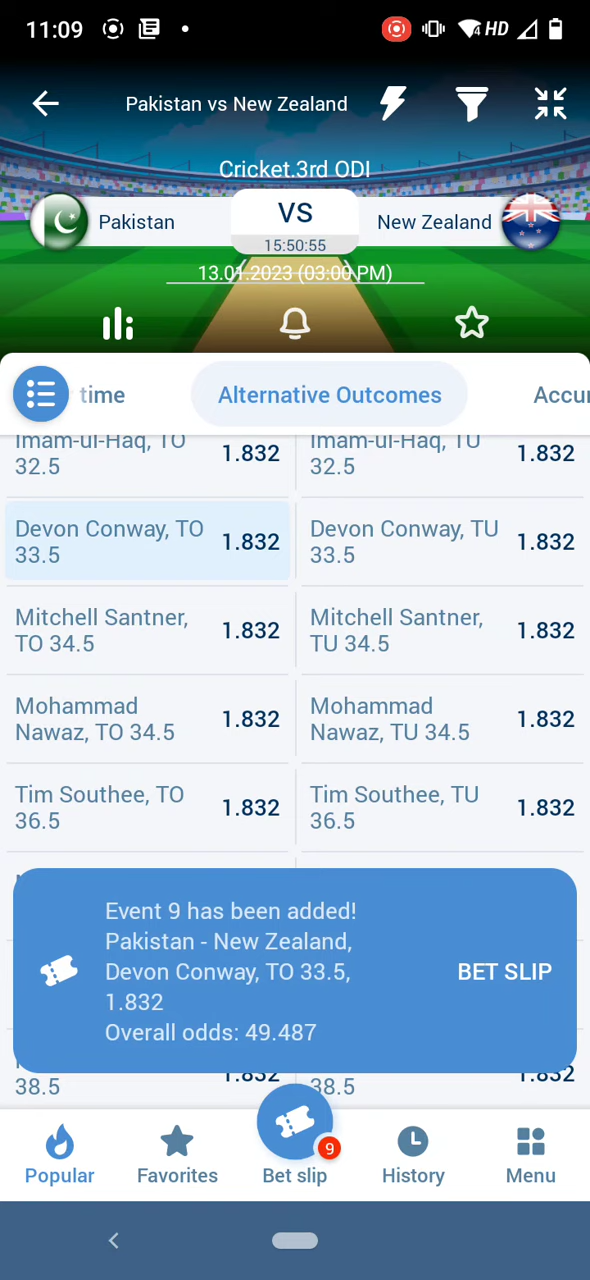 11:09
4 HD
Pakistan vs New Zealand
Cricket.3rd ODI
Pakistan
VS
New Zealand
15:50:55
13.01.2023 (03:00 PM)
time
Alternative Outcomes
Accur
Imam-ul-Haq, TO
32.5
1.832
Imam-ul-Haq, TU
32.5
1.832
Devon Conway, TO
33.5
1.832
Devon Conway, TU
33.5
1.832
Mitchell Santner,
TO 34.5
1.832
Mitchell Santner,
TU 34.5
1.832
Mohammad
Nawaz, TO 34.5
1.832
Mohammad
Nawaz, TU 34.5
1.832
Tim Southee, TO
36.5
1.832
Tim Southee, TU
36.5
1.832
Event 9 has been added!
Pakistan - New Zealand,
Devon Conway, TO 33.5,
1.832
Overall odds: 49.487
BET SLIP
38.5
1.832
38.5
1.832
9
Popular
Favorites
Bet slip
History
Menu